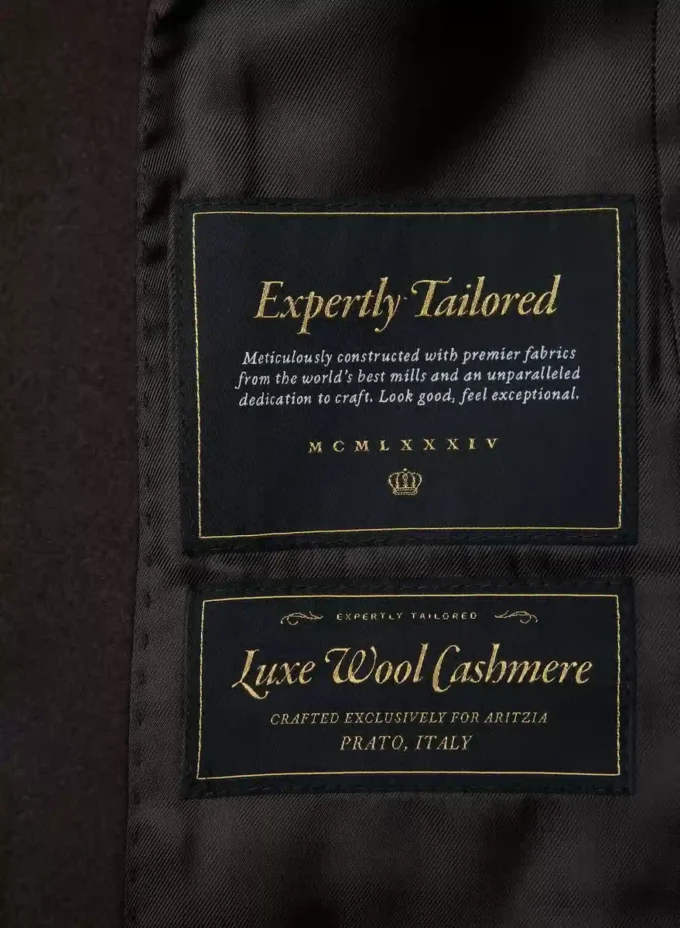 Expertly Tailored
Meticulously constructed with premier fabrics
from the world's best mills and an unparalleled
dedication to craft. Look good, feel exceptional.
MCMLXXXIV
EXPERTLY TAILORED
Luxe Wool Cashmere
CRAFTED EXCLUSIVELY FOR ARITZIA
PRATO, ITALY